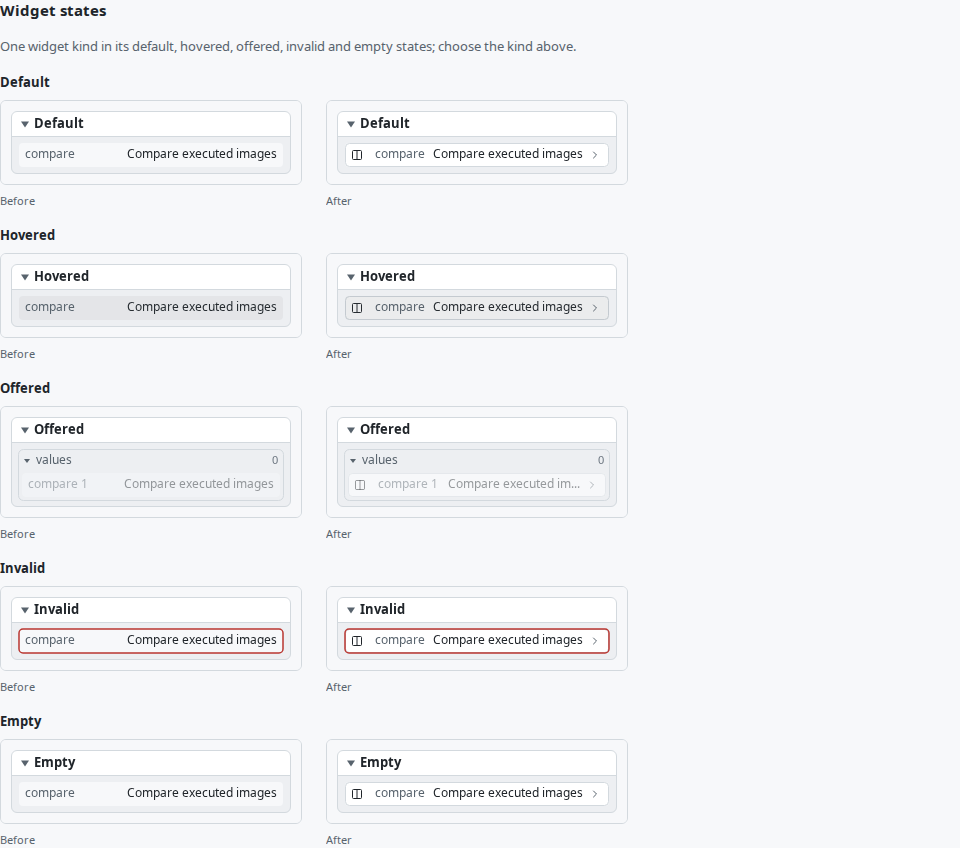 Widget states
One widget kind in its default, hovered, offered, invalid and empty states; choose the kind above.
Default
Default
compare Compare executed images
Before
Default
compare Compare executed images
After
Hovered
Hovered
compare Compare executed images
Before
Hovered
compare Compare executed images
After
Offered
Offered
values 0
compare 1 Compare executed images
Before
Offered
values 0
compare 1 Compare executed im...
After
Invalid
Invalid
compare Compare executed images
Before
Invalid
compare Compare executed images
After
Empty
Empty
compare Compare executed images
Before
Empty
compare Compare executed images
After